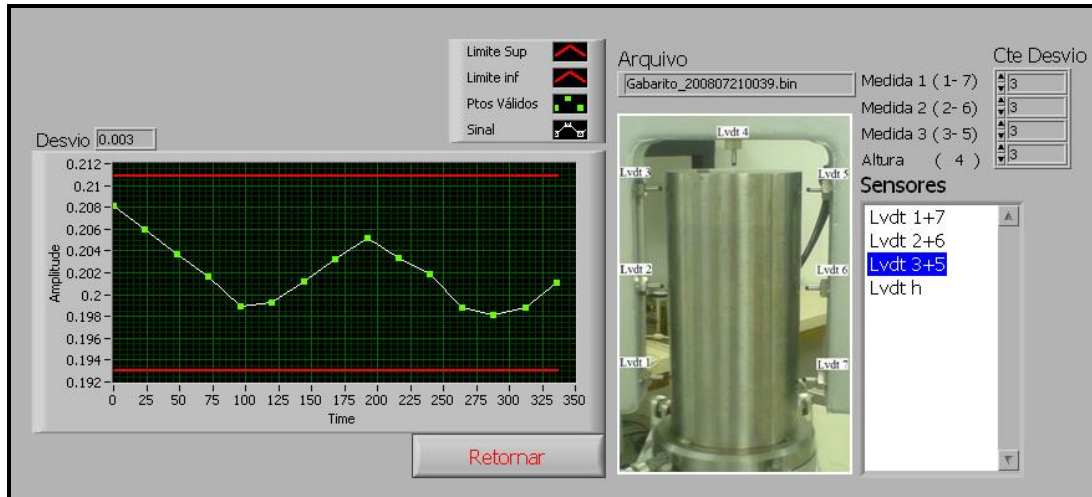 Limite Sup
Limite inf
Ptos Válidos
Sinal
Desvio 0.003
0.212
0.21
0.208
0.206
0.204
0.202
0.2
0.198
0.196
0.194
0.192
Amplitude
0 25 50 75 100 125 150 175 200 225 250 275 300 325 350
Time
Retornar
Arquivo
Gabarito_200807210039.bin
Lvdt 4
Lvdt 3
Lvdt 5
Lvdt 2
Lvdt 6
Lvdt 1
Lvdt 7
Cte Desvio
Medida 1 ( 1- 7) 3
Medida 2 ( 2- 6) 3
Medida 3 ( 3- 5) 3
Altura ( 4 ) 3
Sensores
Lvdt 1+7
Lvdt 2+6
Lvdt 3+5
Lvdt h